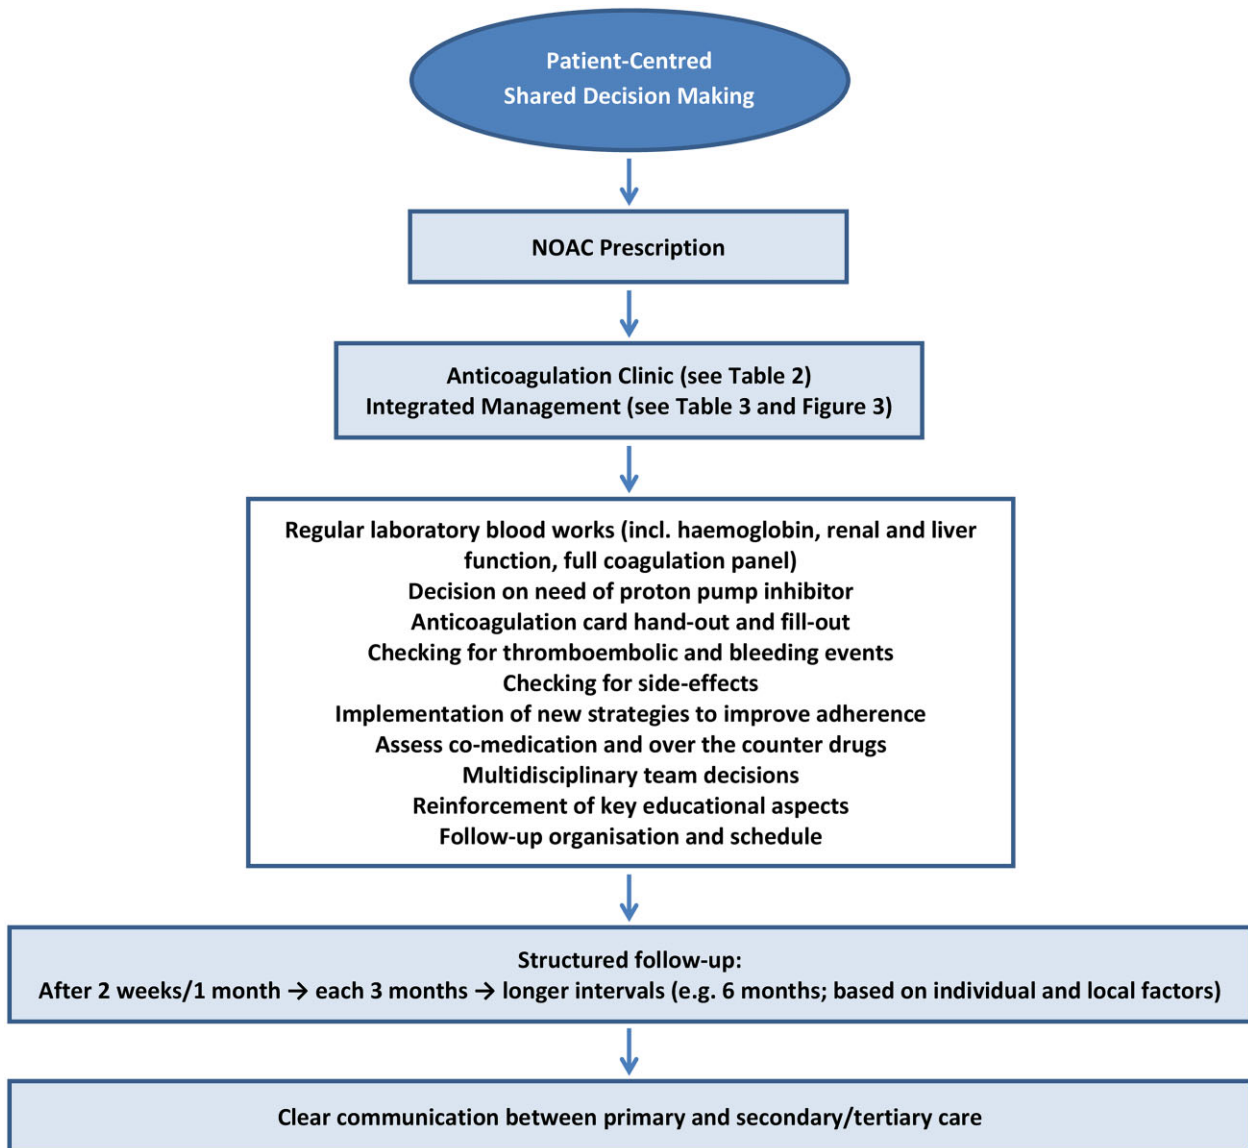 Patient-Centred
Shared Decision Making
NOAC Prescription
Anticoagulation Clinic (see Table 2)
Integrated Management (see Table 3 and Figure 3)
Regular laboratory blood works (incl. haemoglobin, renal and liver
function, full coagulation panel)
Decision on need of proton pump inhibitor
Anticoagulation card hand-out and fill-out
Checking for thromboembolic and bleeding events
Checking for side-effects
Implementation of new strategies to improve adherence
Assess co-medication and over the counter drugs
Multidisciplinary team decisions
Reinforcement of key educational aspects
Follow-up organisation and schedule
Structured follow-up:
After 2 weeks/1 month → each 3 months → longer intervals (e.g. 6 months; based on individual and local factors)
Clear communication between primary and secondary/tertiary care